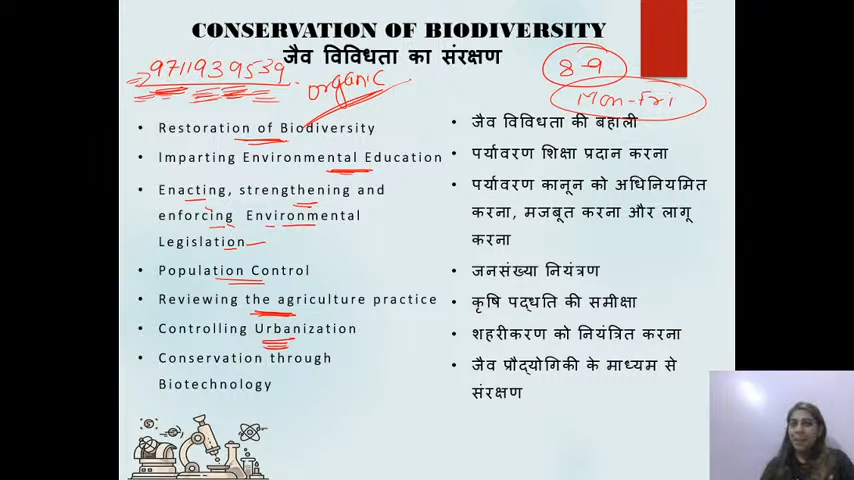 CONSERVATION OF BIODIVERSITY
जैव विविधता का संरक्षण
9711939539
organic
8-9
Mon-Fri
• Restoration of Biodiversity
• Imparting Environmental Education
• Enacting, strengthening and
enforcing Environmental
Legislation
• Population Control
• Reviewing the agriculture practice
• Controlling Urbanization
• Conservation through
Biotechnology
• जैव विविधता की बहाली
• पर्यावरण शिक्षा प्रदान करना
• पर्यावरण कानून को अधिनियमित
करना, मजबूत करना और लागू
करना
• जनसंख्या नियंत्रण
• कृषि पद्धति की समीक्षा
• शहरीकरण को नियंत्रित करना
• जैव प्रौद्योगिकी के माध्यम से
संरक्षण